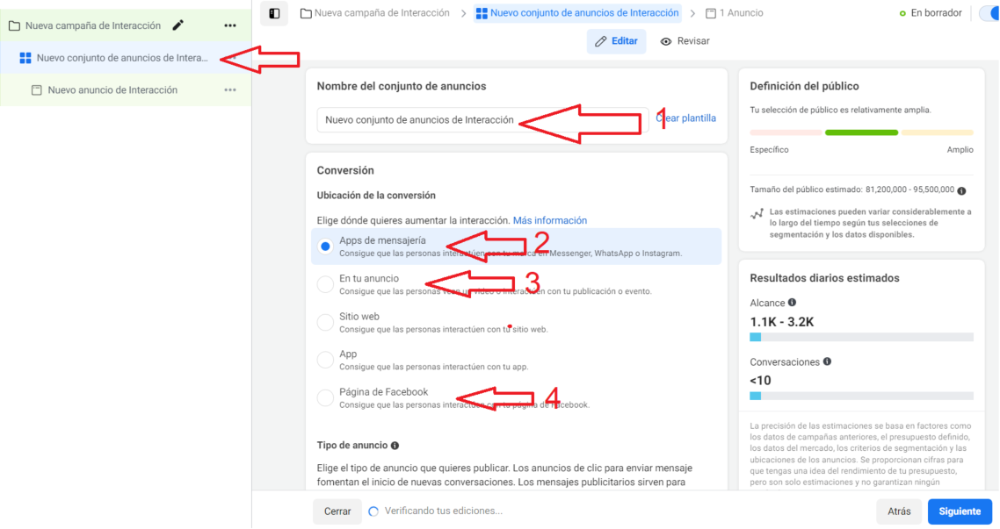 Nueva campaña de Interacción
Nuevo conjunto de anuncios de Intera...
Nuevo anuncio de Interacción
Nueva campaña de Interacción > Nuevo conjunto de anuncios de Interacción > 1 Anuncio
En borrador
Editar
Revisar
Nombre del conjunto de anuncios
Nuevo conjunto de anuncios de Interacción
1
Crear plantilla
Conversión
Ubicación de la conversión
Elige dónde quieres aumentar la interacción. Más información
Apps de mensajería
2
Consigue que las personas interactúen con tu marca en Messenger, WhatsApp o Instagram.
En tu anuncio
3
Consigue que las personas vean un video o interactúen con tu publicación o evento.
Sitio web
Consigue que las personas interactúen con tu sitio web.
App
Consigue que las personas interactúen con tu app.
Página de Facebook
4
Consigue que las personas interactúen con tu página de Facebook.
Tipo de anuncio
Elige el tipo de anuncio que quieres publicar. Los anuncios de clic para enviar mensaje
fomentan el inicio de nuevas conversaciones. Los mensajes publicitarios sirven para
Definición del público
Tu selección de público es relativamente amplia.
Específico
Amplio
Tamaño del público estimado: 81,200,000 - 95,500,000
Las estimaciones pueden variar considerablemente a
lo largo del tiempo según tus selecciones de
segmentación y los datos disponibles.
Resultados diarios estimados
Alcance
1.1K - 3.2K
Conversaciones
<10
La precisión de las estimaciones se basa en factores como
los datos de campañas anteriores, el presupuesto definido,
los datos del mercado, los criterios de segmentación y las
ubicaciones de los anuncios. Se proporcionan cifras para
que tengas una idea del rendimiento de tu presupuesto,
pero son solo estimaciones y no garantizan ningún
Cerrar
Verificando tus ediciones...
Atrás
Siguiente